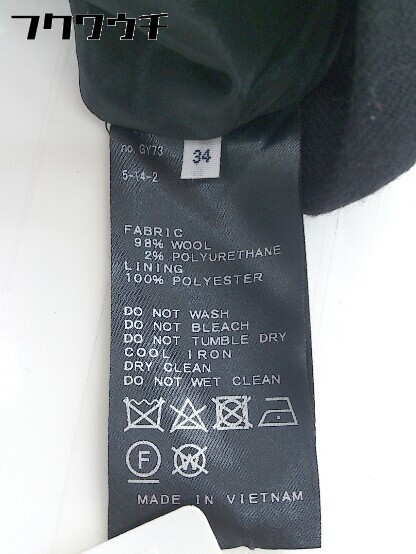 フクウウチ
no. GY73
34
5-14-2
FABRIC
98% WOOL
2% POLYURETHANE
LINING
100% POLYESTER
DO NOT WASH
DO NOT BLEACH
DO NOT TUMBLE DRY
COOL IRON
DRY CLEAN
DO NOT WET CLEAN
F
W
MADE IN VIETNAM